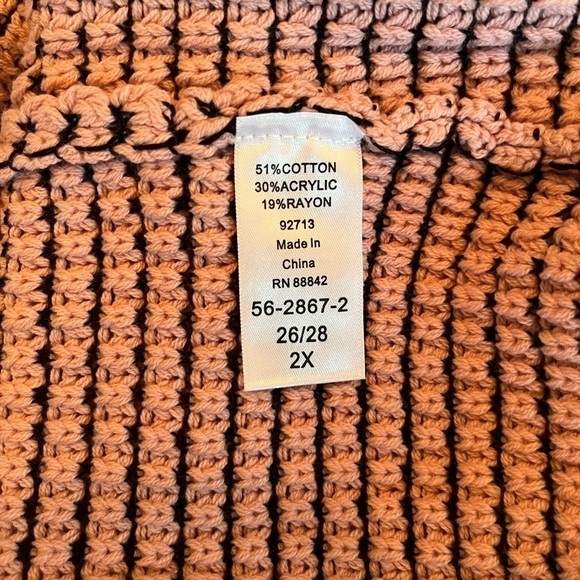 51%COTTON
30%ACRYLIC
19%RAYON
92713
Made In
China
RN 88842
56-2867-2
26/28
2X